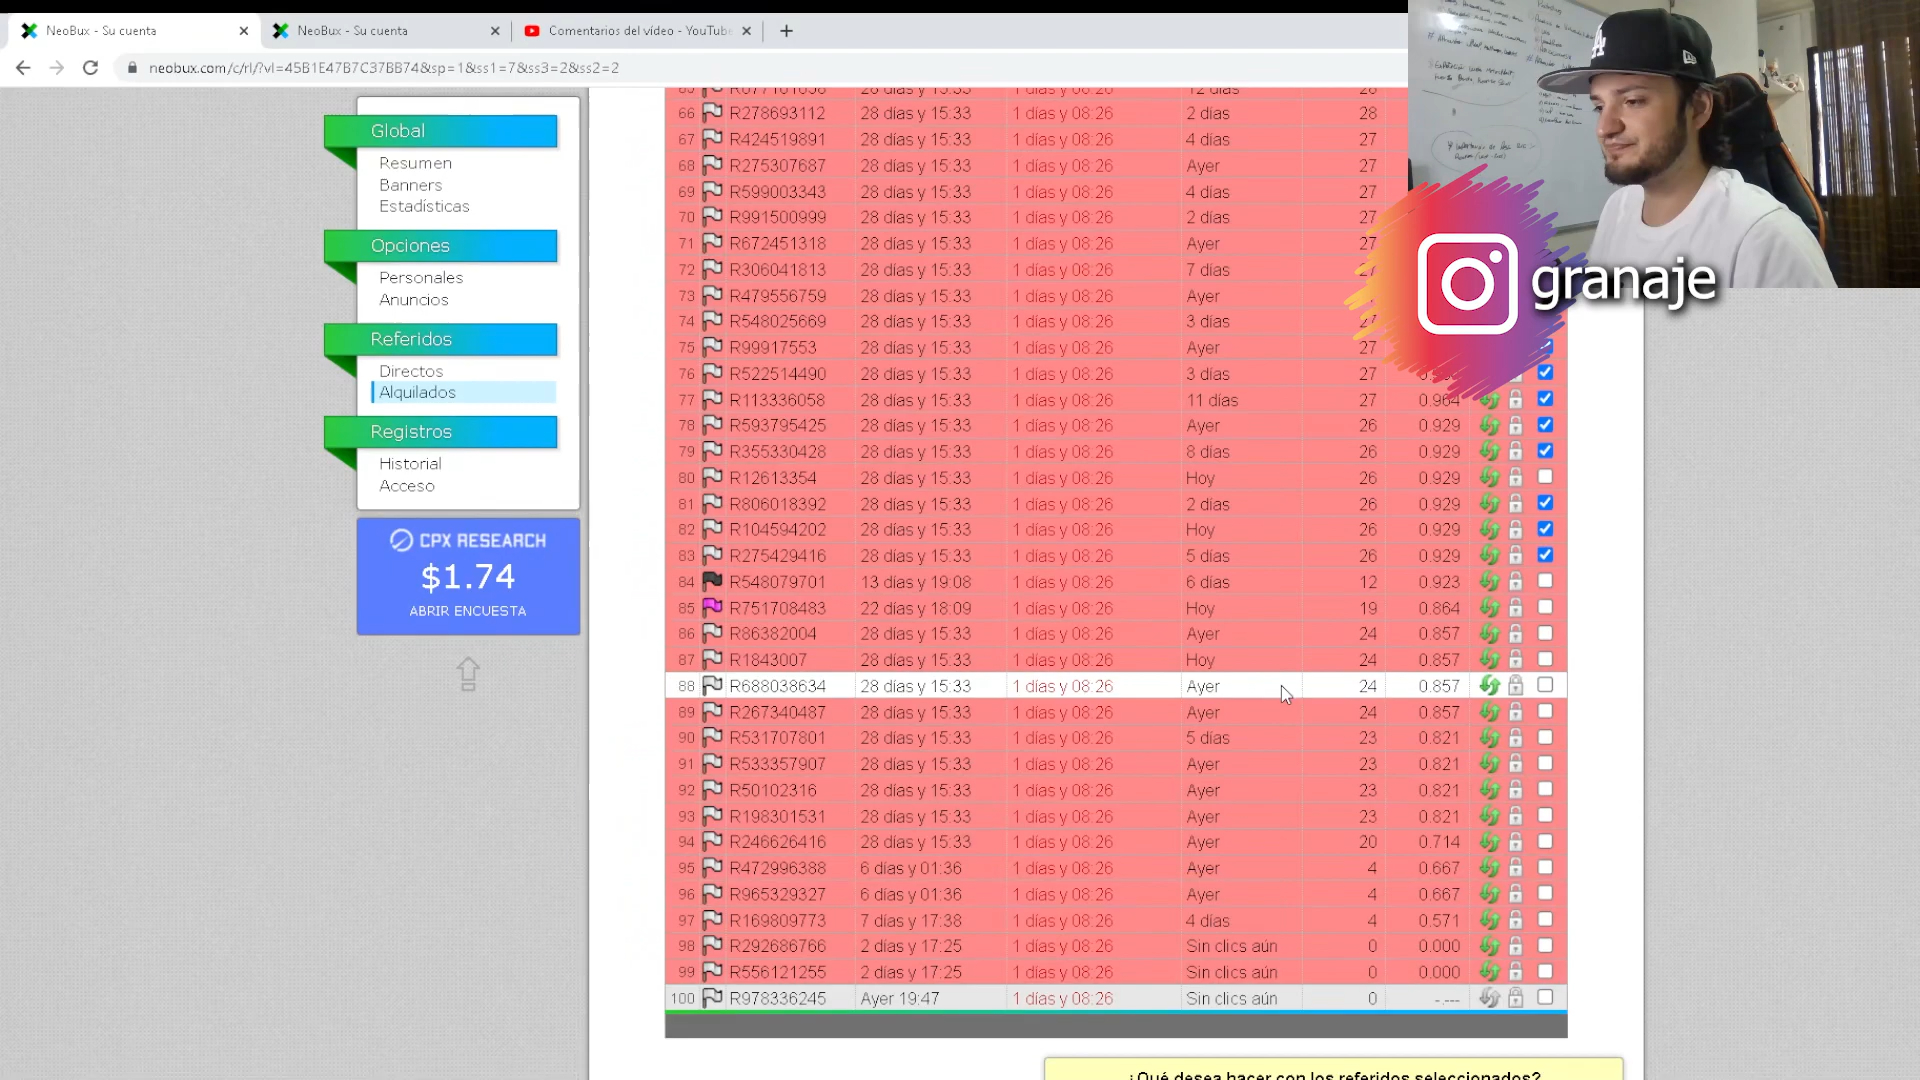 NeoBux - Su cuenta
NeoBux - Su cuenta
Comentarios del vídeo - YouTube
neobux.com/c/rl/?vl=45B1E47B7C37BB74&sp=1&ss1=7&ss3=2&ss2=2
Global
Resumen
Banners
Estadísticas
Opciones
Personales
Anuncios
Referidos
Directos
Alquilados
Registros
Historial
Acceso
CPX RESEARCH
$1.74
ABRIR ENCUESTA
granaje
66 R278693112 28 días y 15:33 1 días y 08:26 2 días 28
67 R424519891 28 días y 15:33 1 días y 08:26 4 días 27
68 R275307687 28 días y 15:33 1 días y 08:26 Ayer 27
69 R599003343 28 días y 15:33 1 días y 08:26 4 días 27
70 R991500999 28 días y 15:33 1 días y 08:26 2 días 27
71 R672451318 28 días y 15:33 1 días y 08:26 Ayer 27
72 R306041813 28 días y 15:33 1 días y 08:26 7 días
73 R479556759 28 días y 15:33 1 días y 08:26 Ayer
74 R548025669 28 días y 15:33 1 días y 08:26 3 días 27
75 R99917553 28 días y 15:33 1 días y 08:26 Ayer 27
76 R522514490 28 días y 15:33 1 días y 08:26 3 días 27
77 R113336058 28 días y 15:33 1 días y 08:26 11 días 27 0.964
78 R593795425 28 días y 15:33 1 días y 08:26 Ayer 26 0.929
79 R355330428 28 días y 15:33 1 días y 08:26 8 días 26 0.929
80 R12613354 28 días y 15:33 1 días y 08:26 Hoy 26 0.929
81 R806018392 28 días y 15:33 1 días y 08:26 2 días 26 0.929
82 R104594202 28 días y 15:33 1 días y 08:26 Hoy 26 0.929
83 R275429416 28 días y 15:33 1 días y 08:26 5 días 26 0.929
84 R548079701 13 días y 19:08 1 días y 08:26 6 días 12 0.923
85 R751708483 22 días y 18:09 1 días y 08:26 Hoy 19 0.864
86 R86382004 28 días y 15:33 1 días y 08:26 Ayer 24 0.857
87 R1843007 28 días y 15:33 1 días y 08:26 Hoy 24 0.857
88 R688038634 28 días y 15:33 1 días y 08:26 Ayer 24 0.857
89 R267340487 28 días y 15:33 1 días y 08:26 Ayer 24 0.857
90 R531707801 28 días y 15:33 1 días y 08:26 5 días 23 0.821
91 R533357907 28 días y 15:33 1 días y 08:26 Ayer 23 0.821
92 R50102316 28 días y 15:33 1 días y 08:26 Ayer 23 0.821
93 R198301531 28 días y 15:33 1 días y 08:26 Ayer 23 0.821
94 R246626416 28 días y 15:33 1 días y 08:26 Ayer 20 0.714
95 R472996388 6 días y 01:36 1 días y 08:26 Ayer 4 0.667
96 R965329327 6 días y 01:36 1 días y 08:26 Ayer 4 0.667
97 R169809773 7 días y 17:38 1 días y 08:26 4 días 4 0.571
98 R292686766 2 días y 17:25 1 días y 08:26 Sin clics aún 0 0.000
99 R556121255 2 días y 17:25 1 días y 08:26 Sin clics aún 0 0.000
100 R978336245 Ayer 19:47 1 días y 08:26 Sin clics aún 0 -.---
¿Qué desea hacer con los referidos seleccionados?